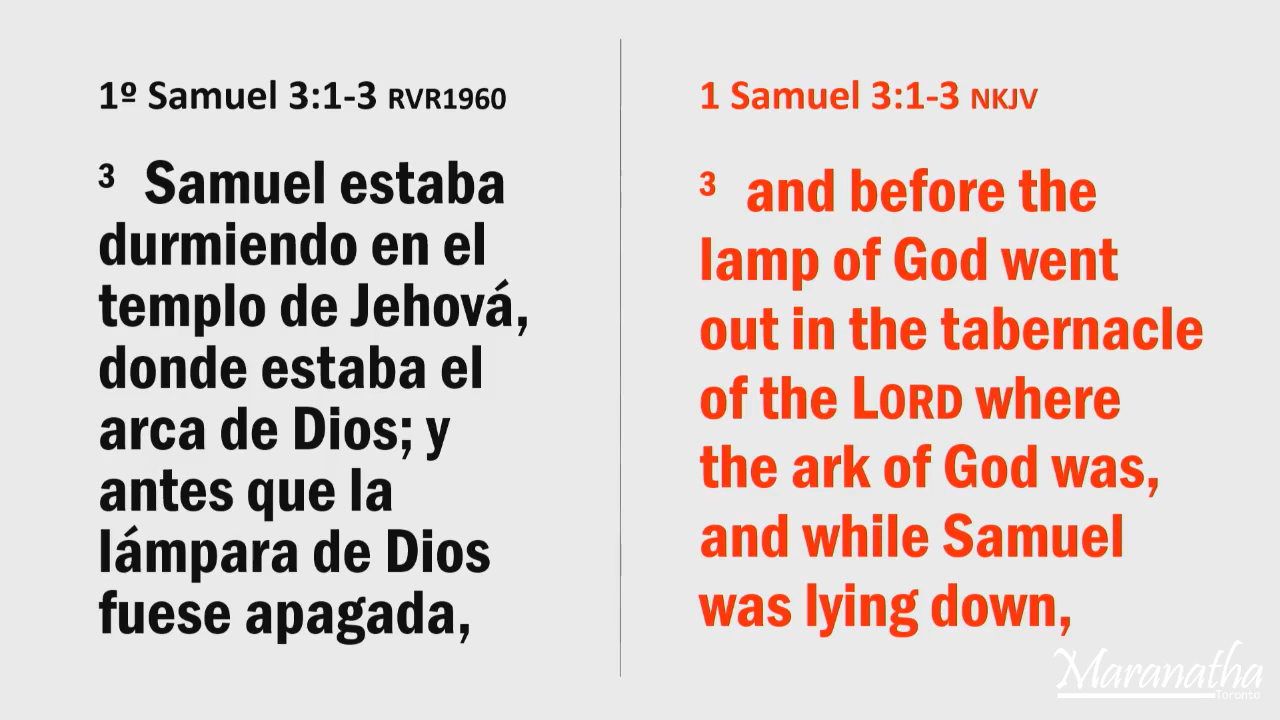 1º Samuel 3:1-3 RVR1960
3 Samuel estaba
durmiendo en el
templo de Jehová,
donde estaba el
arca de Dios; y
antes que la
lámpara de Dios
fuese apagada,
1 Samuel 3:1-3 NKJV
3 and before the
lamp of God went
out in the tabernacle
of the LORD where
the ark of God was,
and while Samuel
was lying down,
Maranatha
Toronto